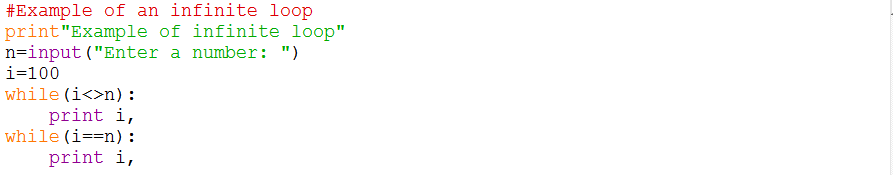 #Example of an infinite loop
print"Example of infinite loop"
n=input("Enter a number: ")
i=100
while(i<>n):
    print i,
while(i==n):
    print i,